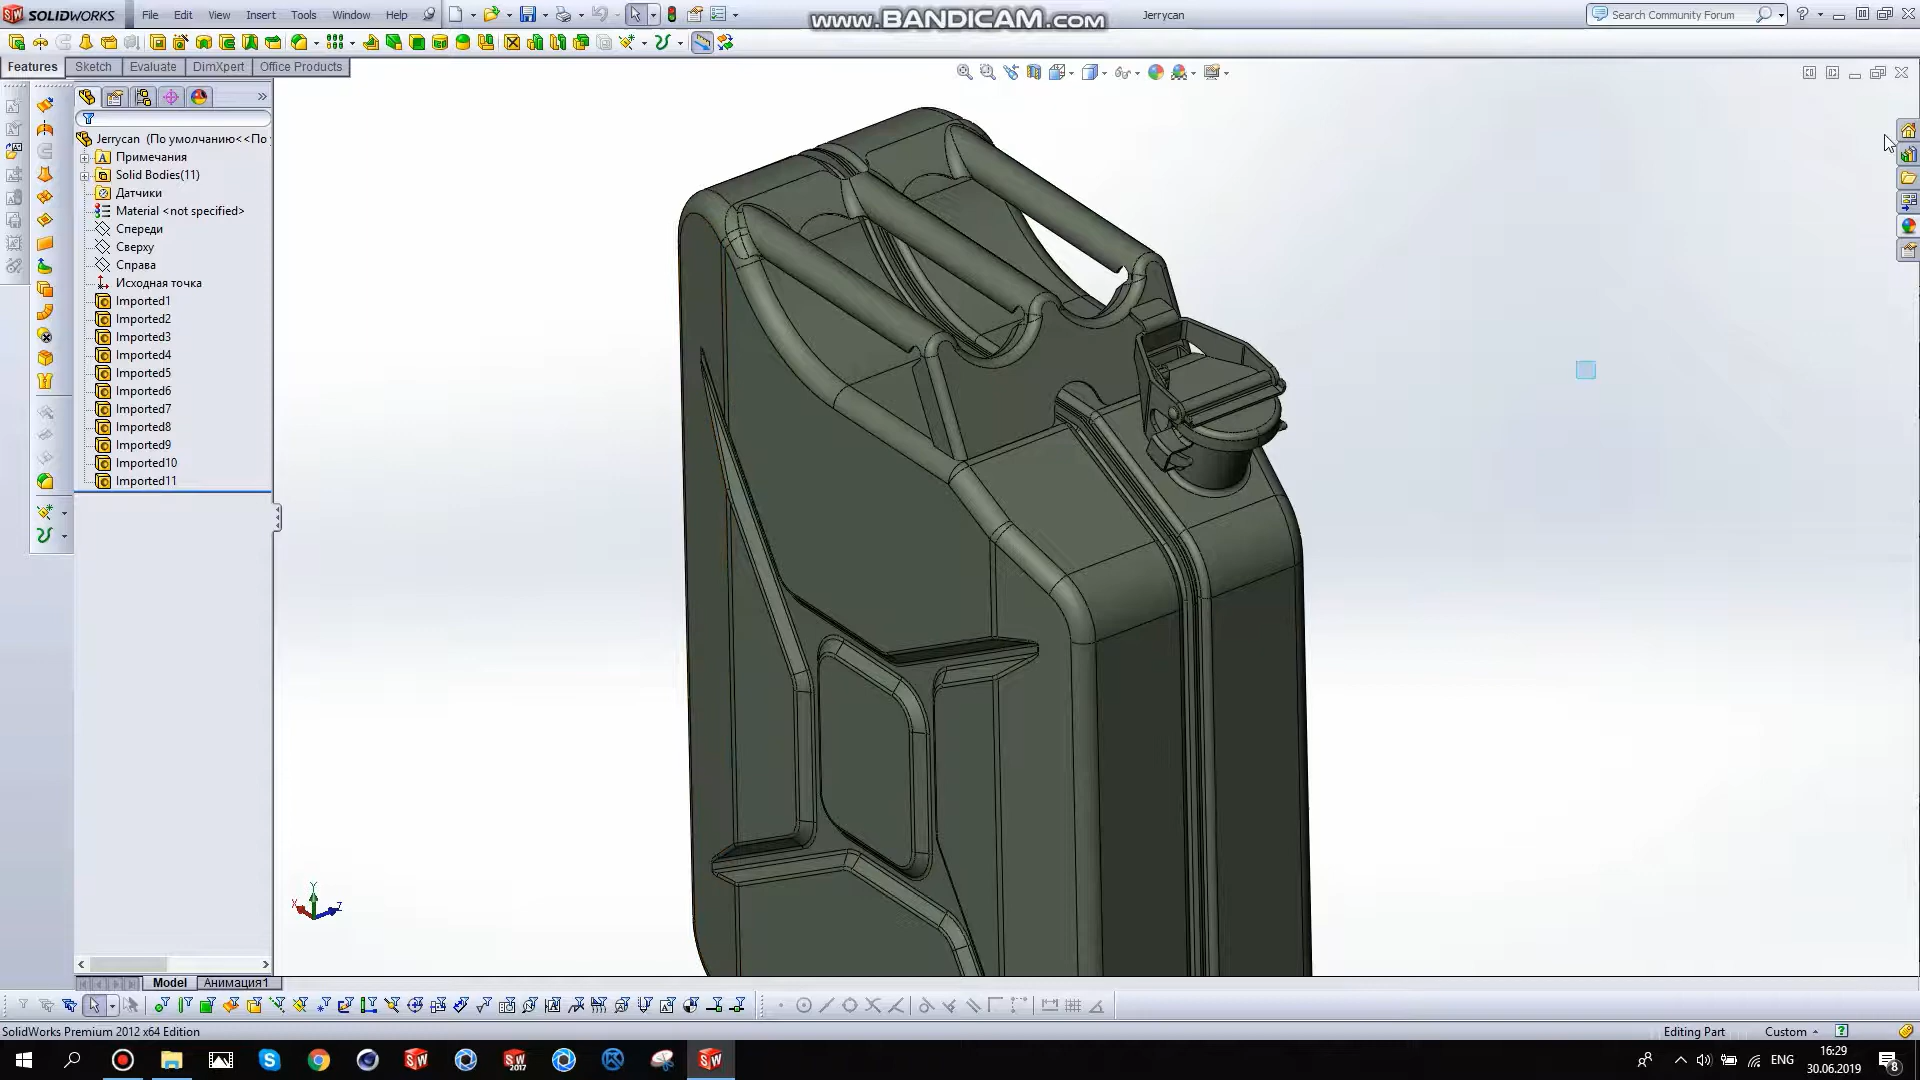 SOLIDWORKS File Edit View Insert Tools Window Help
www.BANDICAM.com
Jerrycan
Search Community Forum
Features Sketch Evaluate DimXpert Office Products
Jerrycan (По умолчанию<<По
Примечания
Solid Bodies(11)
Датчики
Material <not specified>
Спереди
Сверху
Справа
Исходная точка
Imported1
Imported2
Imported3
Imported4
Imported5
Imported6
Imported7
Imported8
Imported9
Imported10
Imported11
Y
X
Z
Model Анимация1
SolidWorks Premium 2012 x64 Edition
Editing Part
Custom
ENG
16:29
30.06.2019
8
SW
2017